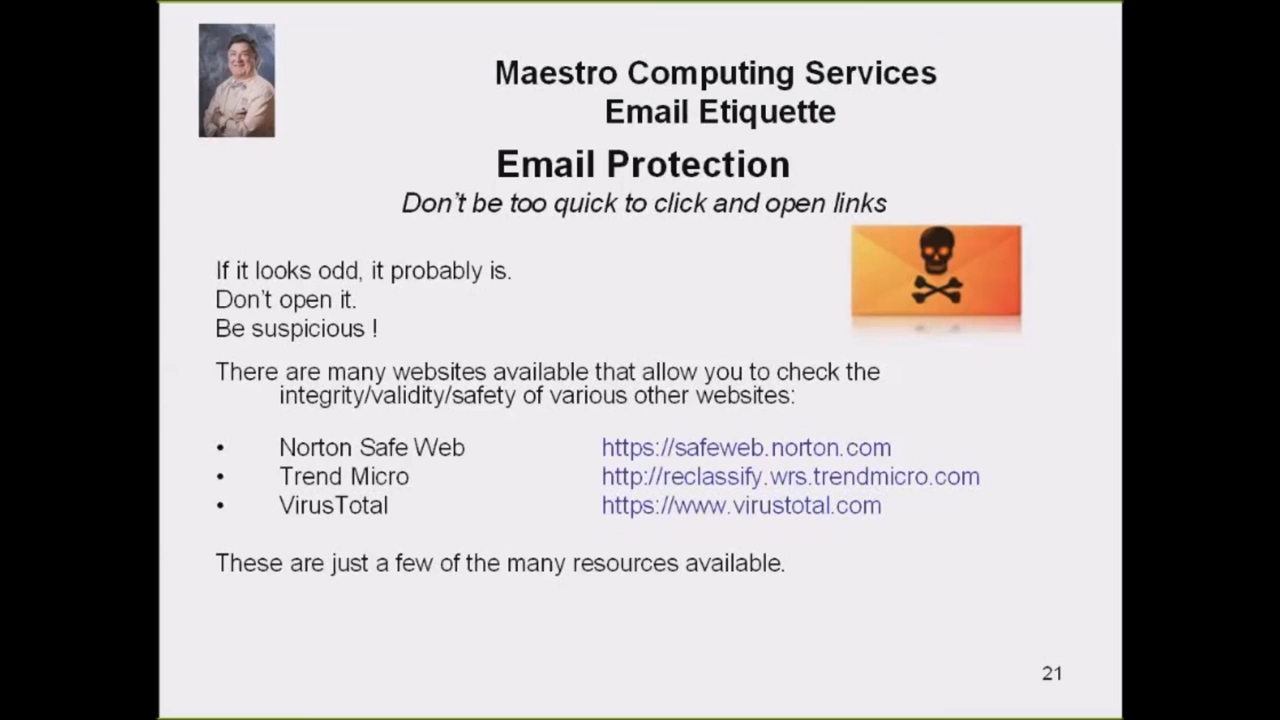 Maestro Computing Services
Email Etiquette
Email Protection
Don't be too quick to click and open links
If it looks odd, it probably is.
Don't open it.
Be suspicious !
There are many websites available that allow you to check the
integrity/validity/safety of various other websites:
• Norton Safe Web https://safeweb.norton.com
• Trend Micro http://reclassify.wrs.trendmicro.com
• VirusTotal https://www.virustotal.com
These are just a few of the many resources available.
21